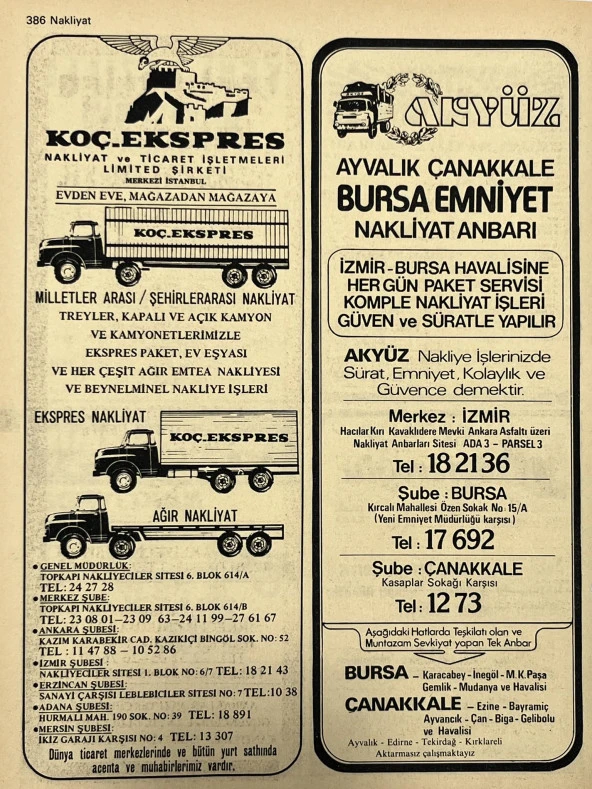 386 Nakliyat
KOÇ-EKSPRES
NAKLİYAT ve TİCARET İŞLETMELERİ
LİMİTED ŞİRKETİ
MERKEZİ İSTANBUL
EVDEN EVE, MAĞAZADAN MAĞAZAYA
KOÇ-EKSPRES
MİLLETLER ARASI / ŞEHİRLERARASI NAKLİYAT
TREYLER, KAPALI VE AÇIK KAMYON
VE KAMYONETLERİMİZLE
EKSPRES PAKET, EV EŞYASI
VE HER ÇEŞİT AĞIR EMTEA NAKLİYESİ
VE BEYNELMİNEL NAKLİYE İŞLERİ
EKSPRES NAKLİYAT
KOÇ-EKSPRES
AĞIR NAKLİYAT
• GENEL MÜDÜRLÜK:
TOPKAPI NAKLİYECİLER SİTESİ 6. BLOK 614/A
TEL: 24 27 28
• MERKEZ ŞUBE:
TOPKAPI NAKLİYECİLER SİTESİ 6. BLOK 614/B
TEL: 23 08 01-23 09 63-24 11 99-27 61 67
• ANKARA ŞUBESİ:
KAZIM KARABEKİR CAD. KAZIKİÇİ BİNGÖL SOK. NO: 52
TEL : 11 47 88 - 10 52 86
• İZMİR ŞUBESİ :
NAKLİYECİLER SİTESİ 1. BLOK NO: 6/7 TEL: 18 21 43
• ERZİNCAN ŞUBESİ:
SANAYİ ÇARŞISI LEBLEBİCİLER SİTESİ NO: 7 TEL:10 38
• ADANA ŞUBESİ:
HURMALI MAH. 190 SOK. NO: 39 TEL: 18 891
• MERSİN ŞUBESİ:
İKİZ GARAJI KARŞISI NO: 4 TEL: 13 307
Dünya ticaret merkezlerinde ve bütün yurt sathında
acenta ve muhabirlerimiz vardır.
AKYÜZ
AYVALIK ÇANAKKALE
BURSA EMNİYET
NAKLİYAT ANBARI
İZMİR-BURSA HAVALİSİNE
HER GÜN PAKET SERVİSİ
KOMPLE NAKLİYAT İŞLERİ
GÜVEN ve SÜRATLE YAPILIR
AKYÜZ Nakliye İşlerinizde
Sürat, Emniyet, Kolaylık ve
Güvence demektir.
Merkez : İZMİR
Hacılar Kırı Kavaklıdere Mevki Ankara Asfaltı üzeri
Nakliyat Anbarları Sitesi ADA 3 - PARSEL 3
Tel : 18 21 36
Şube : BURSA
Kırcalı Mahallesi Özen Sokak No 15/A
(Yeni Emniyet Müdürlüğü karşısı)
Tel : 17 692
Şube : ÇANAKKALE
Kasaplar Sokağı Karşısı
Tel : 12 73
Aşağıdaki Hatlarda Teşkilatı olan ve
Muntazam Sevkiyat yapan Tek Anbar
BURSA - Karacabey - İnegöl - M.K.Paşa
Gemlik - Mudanya ve Havalisi
ÇANAKKALE - Ezine - Bayramiç
Ayvancık - Çan - Biga - Gelibolu
ve Havalisi
Ayvalık - Edirne - Tekirdağ - Kırklareli
Aktarmasız çalışmaktayız